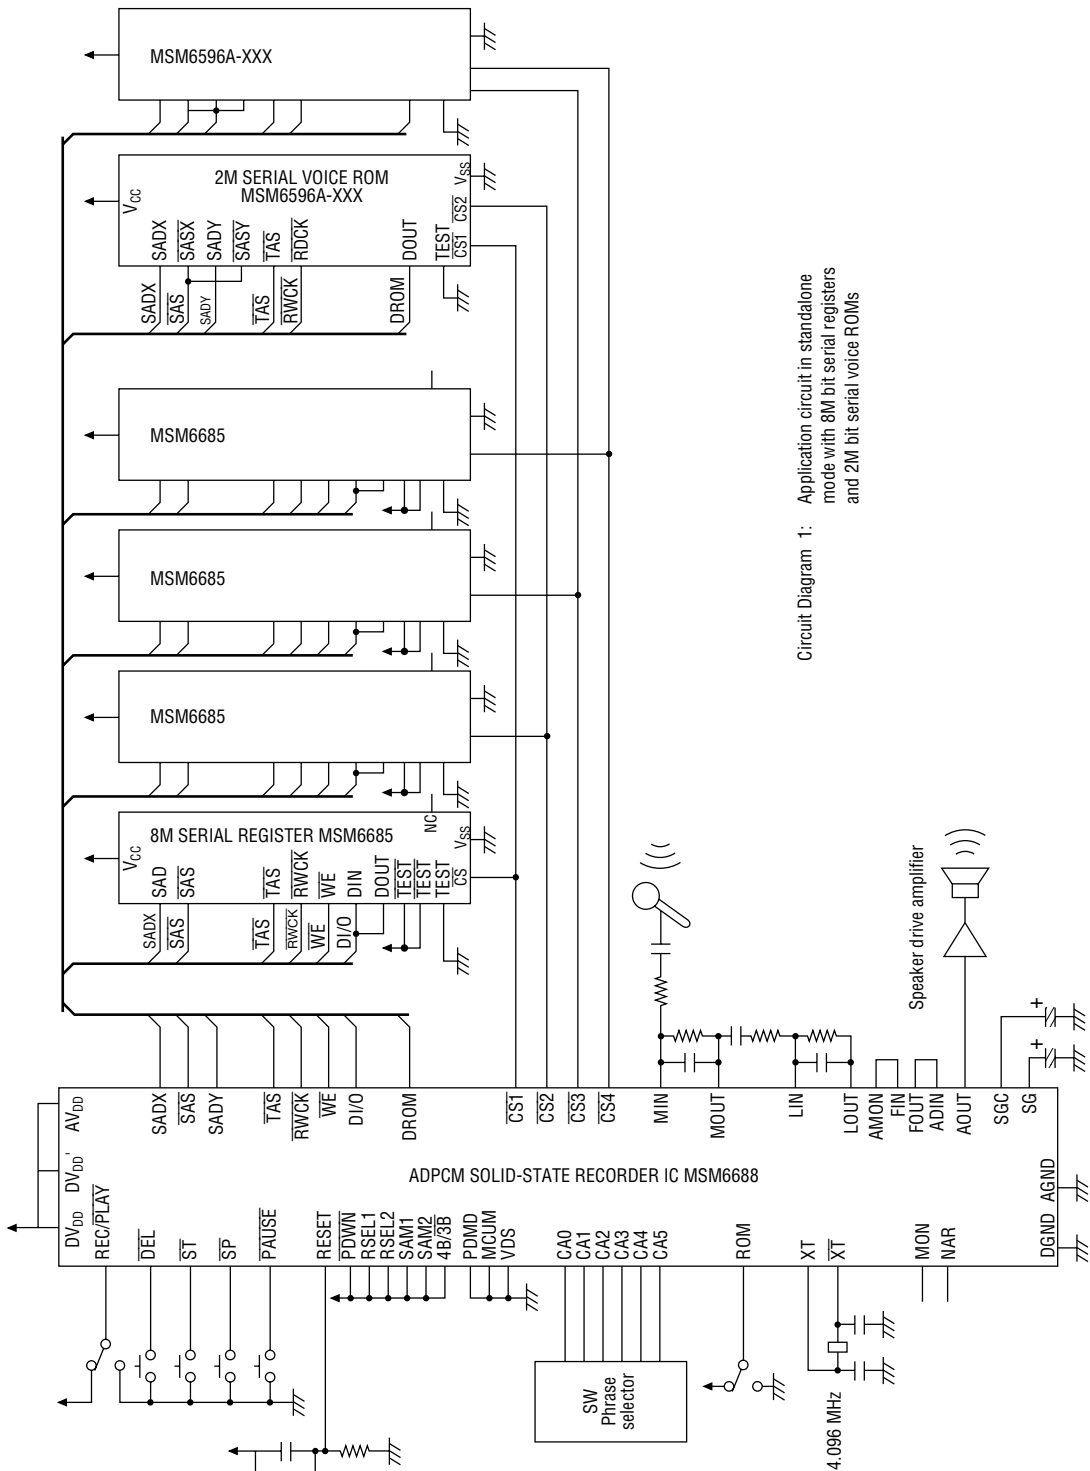 MSM6596A-XXX
2M SERIAL VOICE ROM
MSM6596A-XXX
VCC
SADX
SASX
SADY
SASY
TAS
RDCK
DOUT
TEST
CS1
CS2
VSS
SADX
SAS
SADY
TAS
RWCK
DROM
MSM6685
MSM6685
MSM6685
8M SERIAL REGISTER MSM6685
VCC
SAD
SAS
TAS
RWCK
WE
DIN
DOUT
TEST
TEST
TEST
CS
VSS
NC
SADX
SAS
TAS
RWCK
WE
DI/O
ADPCM SOLID-STATE RECORDER IC MSM6688
DVDD
DVDD'
AVDD
SADX
SAS
SADY
TAS
RWCK
WE
DI/O
DROM
CS1
CS2
CS3
CS4
MIN
MOUT
LIN
LOUT
AMON
FIN
FOUT
ADIN
AOUT
SGC
SG
+
+
DGND
AGND
REC/PLAY
DEL
ST
SP
PAUSE
RESET
PDWN
RSEL1
RSEL2
SAM1
SAM2
4B/3B
PDMD
MCUM
VDS
CA0
CA1
CA2
CA3
CA4
CA5
ROM
XT
XT
MON
NAR
SW
Phrase
selector
4.096 MHz
Speaker drive amplifier
Circuit Diagram 1: Application circuit in standalone
mode with 8M bit serial registers
and 2M bit serial voice ROMs